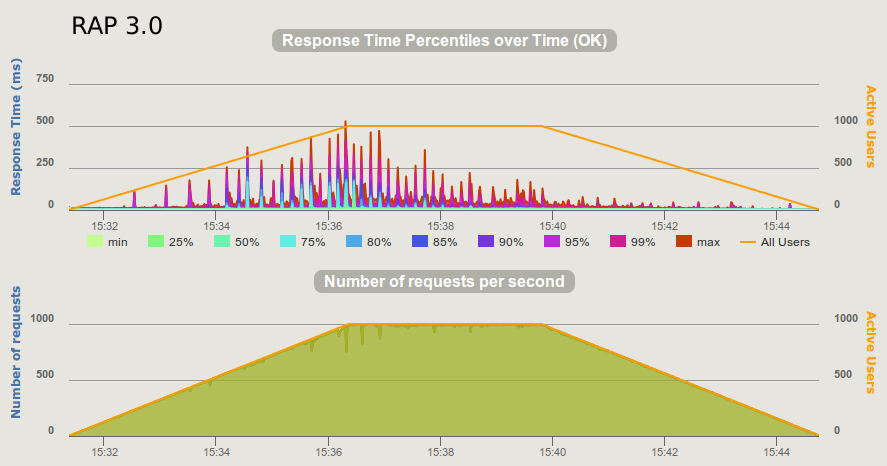 RAP 3.0
Response Time Percentiles over Time (OK)
Response Time (ms)
750
500
250
0
Active Users
1000
500
0
15:32 15:34 15:36 15:38 15:40 15:42 15:44
min 25% 50% 75% 80% 85% 90% 95% 99% max All Users
Number of requests per second
Number of requests
1000
500
0
Active Users
1000
500
0
15:32 15:34 15:36 15:38 15:40 15:42 15:44